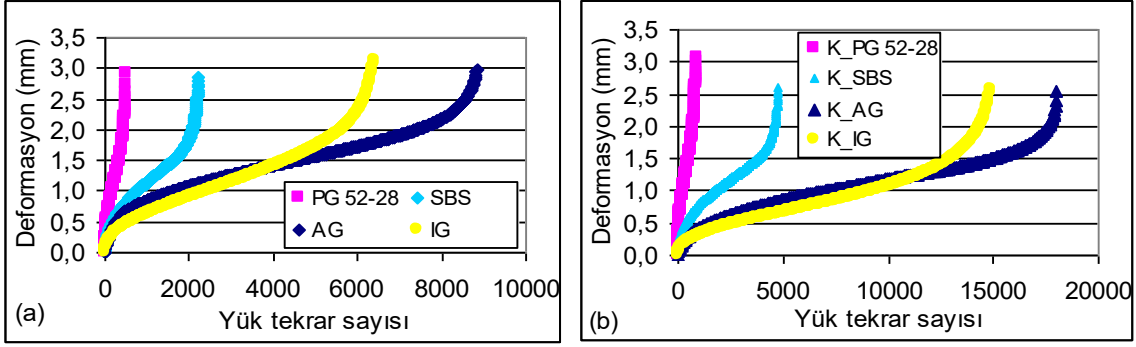 3,5
3,0
2,5
2,0
1,5
1,0
0,5
0,0
Deformasyon (mm)
PG 52-28 SBS
AG IG
0 2000 4000 6000 8000 10000
Yük tekrar sayısı
(a)
3,5
3,0
2,5
2,0
1,5
1,0
0,5
0,0
Deformasyon (mm)
K_PG 52-28
K_SBS
K_AG
K_IG
0 5000 10000 15000 20000
Yük tekrar sayısı
(b)